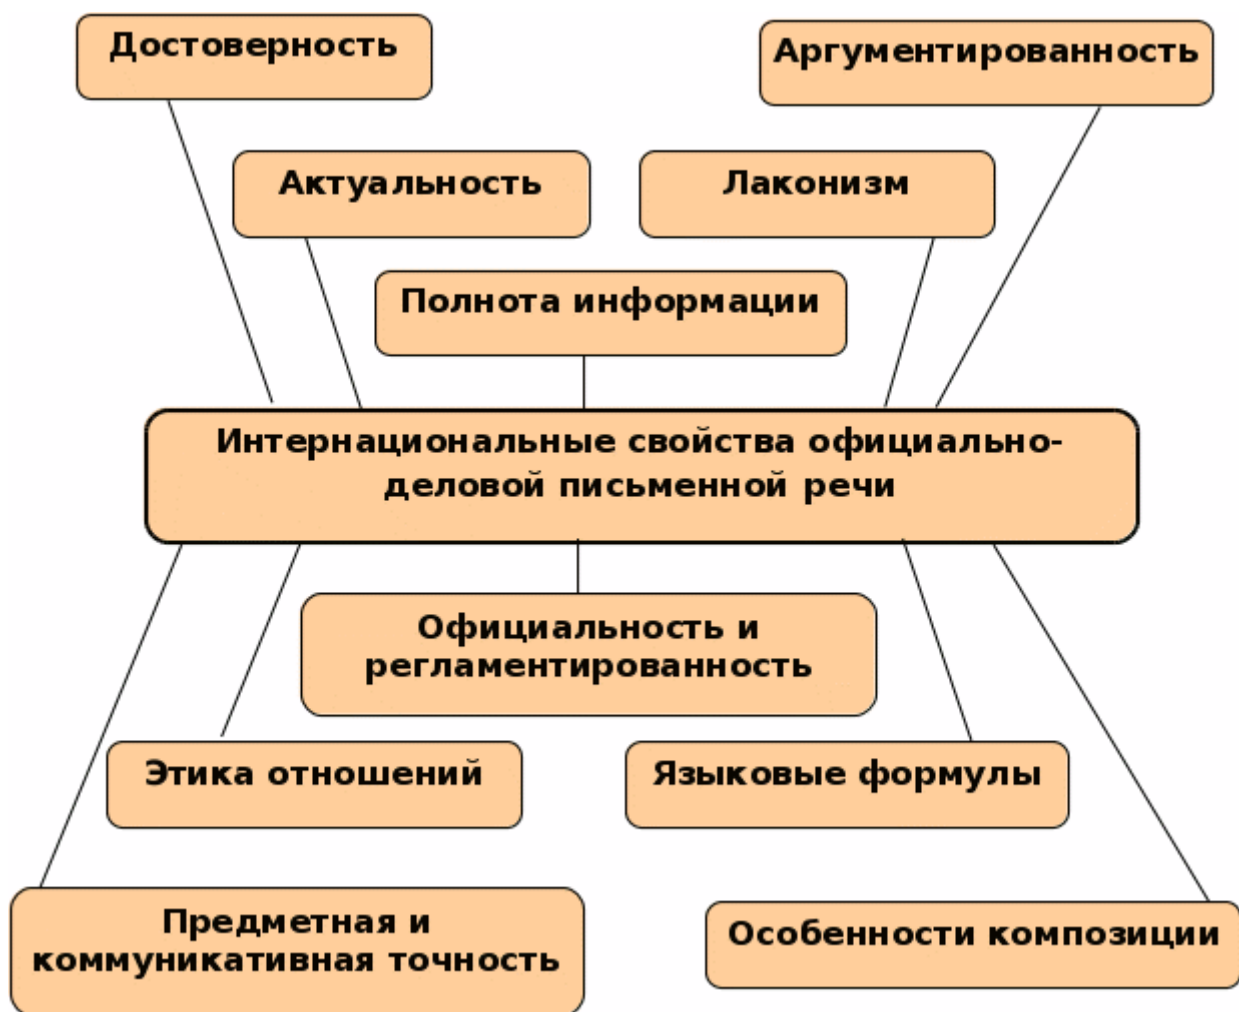 Достоверность
Аргументированность
Актуальность
Лаконизм
Полнота информации
Интернациональные свойства официально-
деловой письменной речи
Официальность и
регламентированность
Этика отношений
Языковые формулы
Предметная и
коммуникативная точность
Особенности композиции